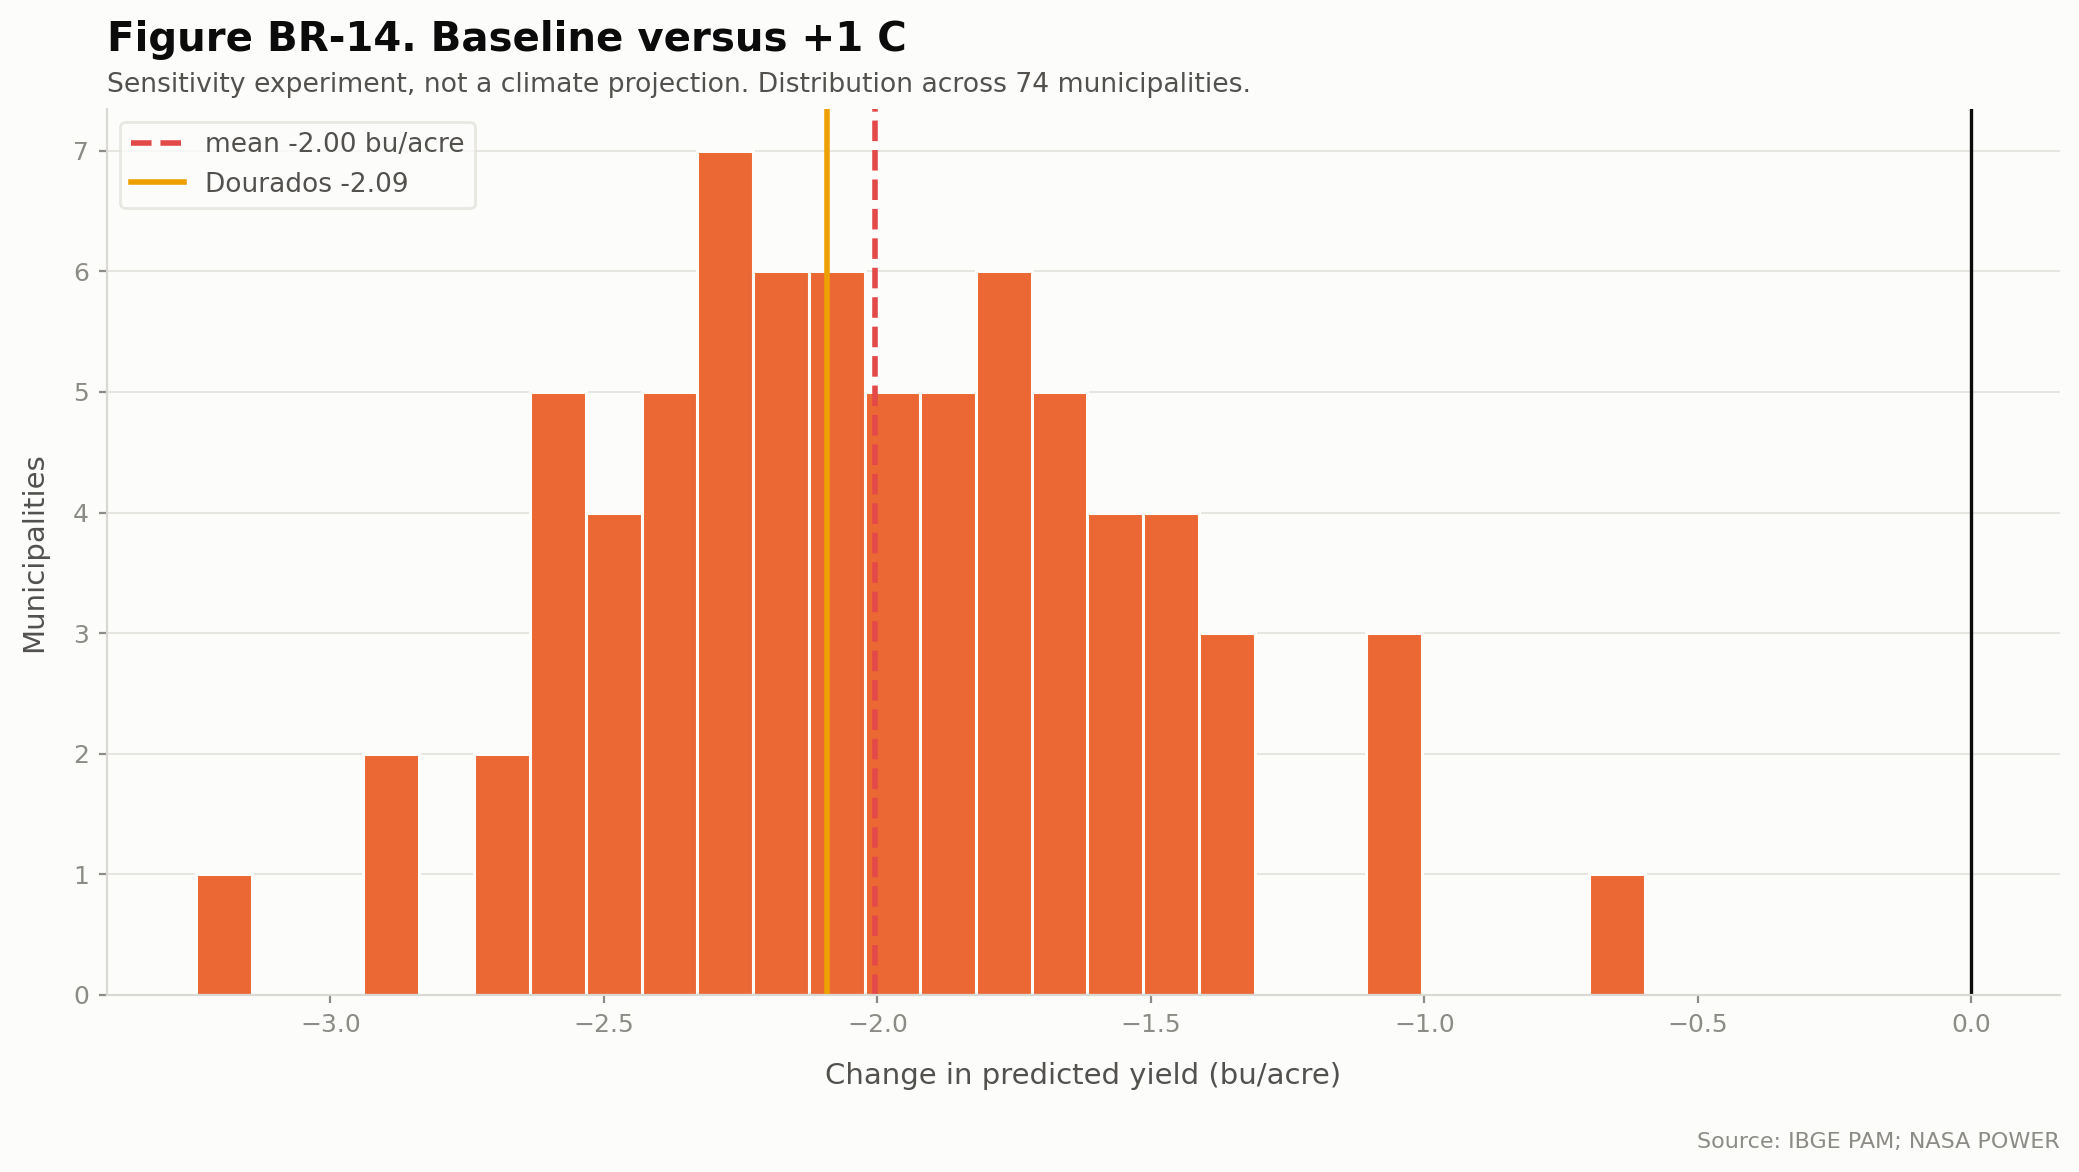 Figure BR-14. Baseline versus +1 C
Sensitivity experiment, not a climate projection. Distribution across 74 municipalities.
mean -2.00 bu/acre
Dourados -2.09
Municipalities
7
6
5
4
3
2
1
0
−3.0 −2.5 −2.0 −1.5 −1.0 −0.5 0.0
Change in predicted yield (bu/acre)
Source: IBGE PAM; NASA POWER